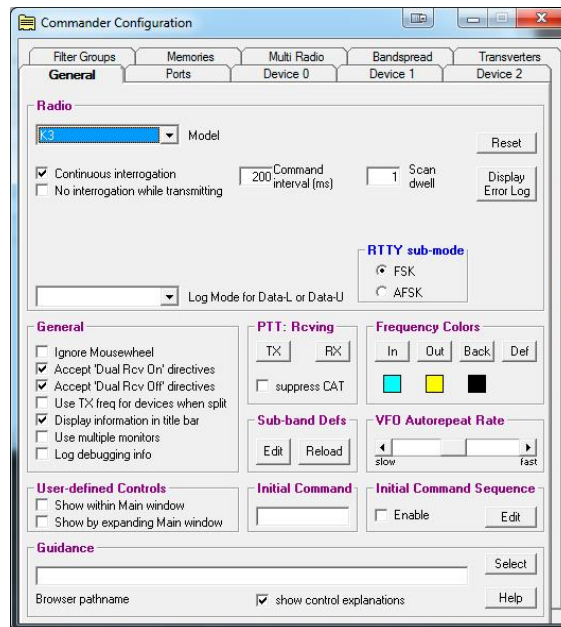 Commander Configuration
Filter Groups Memories Multi Radio Bandspread Transverters
General Ports Device 0 Device 1 Device 2
Radio
K3 Model
Reset
Continuous interrogation 200 Command interval (ms) 1 Scan dwell
No interrogation while transmitting
Display Error Log
RTTY sub-mode
FSK
AFSK
Log Mode for Data-L or Data-U
General
Ignore Mousewheel
Accept 'Dual Rcv On' directives
Accept 'Dual Rcv Off' directives
Use TX freq for devices when split
Display information in title bar
Use multiple monitors
Log debugging info
PTT: Rcving
TX RX
suppress CAT
Frequency Colors
In Out Back Def
Sub-band Defs
Edit Reload
VFO Autorepeat Rate
slow fast
User-defined Controls
Show within Main window
Show by expanding Main window
Initial Command
Initial Command Sequence
Enable Edit
Guidance
Select
Browser pathname show control explanations Help